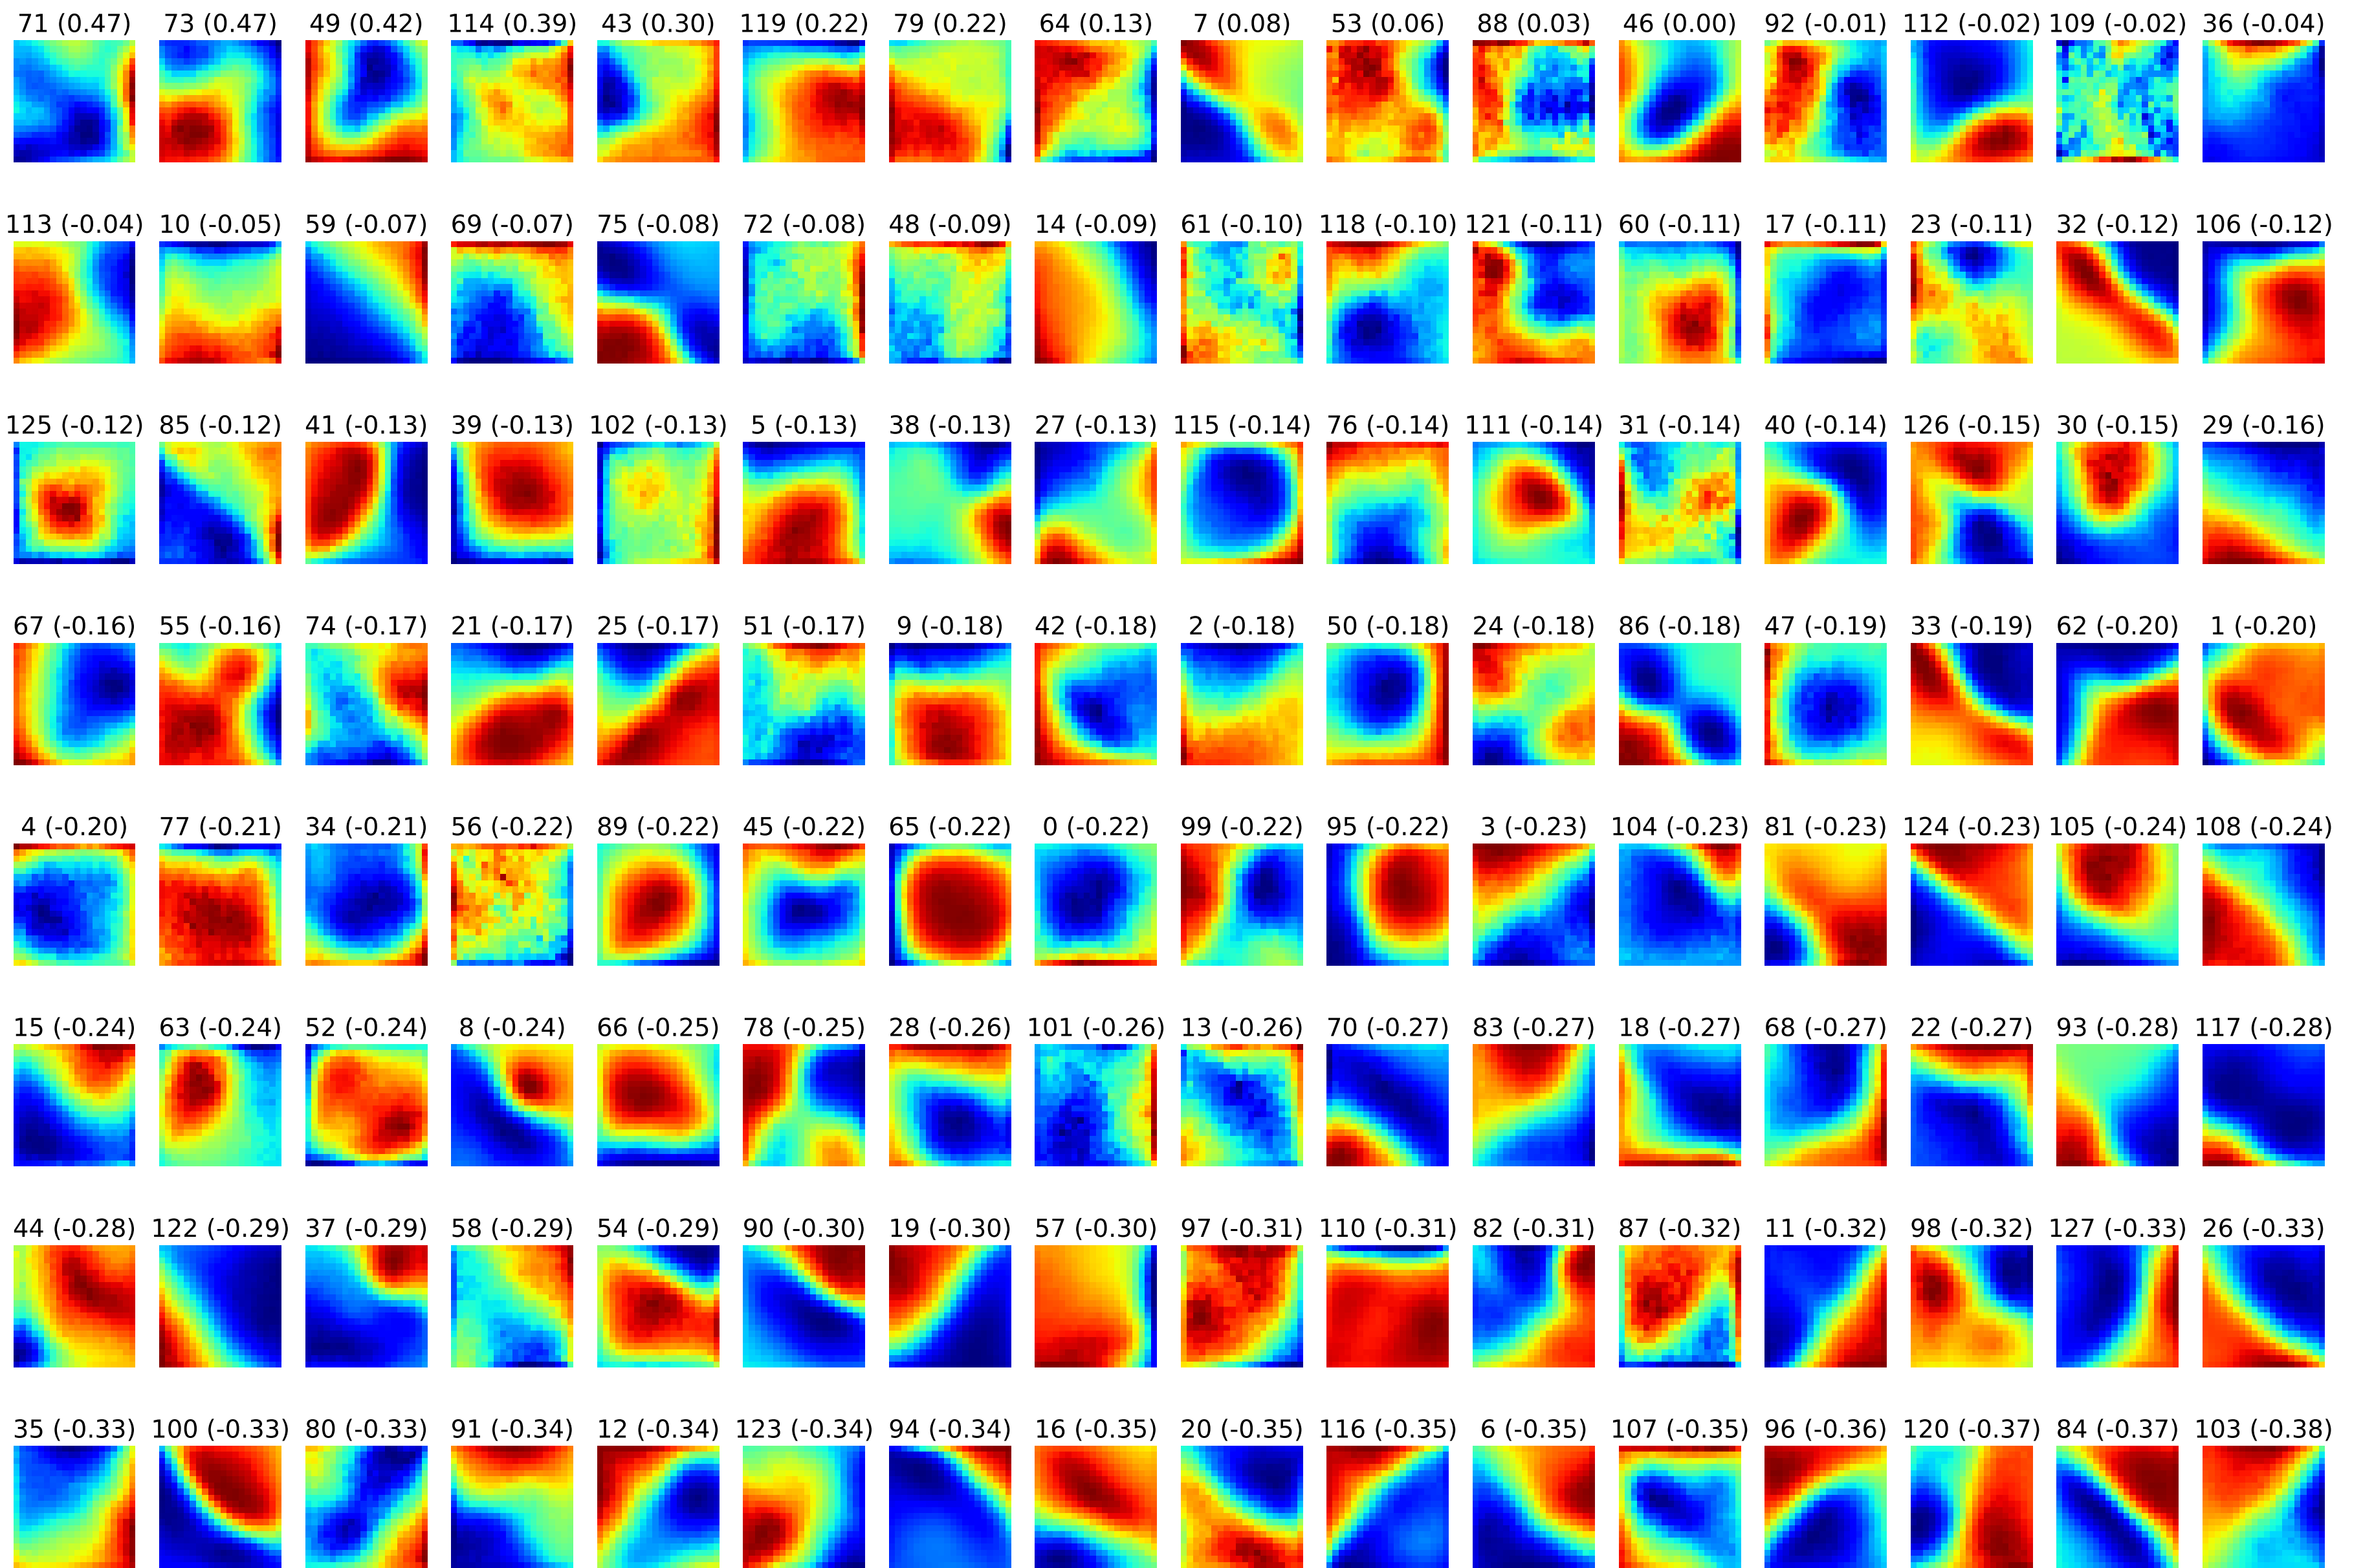 71 (0.47) 73 (0.47) 49 (0.42) 114 (0.39) 43 (0.30) 119 (0.22) 79 (0.22) 64 (0.13) 7 (0.08) 53 (0.06) 88 (0.03) 46 (0.00) 92 (-0.01) 112 (-0.02) 109 (-0.02) 36 (-0.04)
113 (-0.04) 10 (-0.05) 59 (-0.07) 69 (-0.07) 75 (-0.08) 72 (-0.08) 48 (-0.09) 14 (-0.09) 61 (-0.10) 118 (-0.10) 121 (-0.11) 60 (-0.11) 17 (-0.11) 23 (-0.11) 32 (-0.12) 106 (-0.12)
125 (-0.12) 85 (-0.12) 41 (-0.13) 39 (-0.13) 102 (-0.13) 5 (-0.13) 38 (-0.13) 27 (-0.13) 115 (-0.14) 76 (-0.14) 111 (-0.14) 31 (-0.14) 40 (-0.14) 126 (-0.15) 30 (-0.15) 29 (-0.16)
67 (-0.16) 55 (-0.16) 74 (-0.17) 21 (-0.17) 25 (-0.17) 51 (-0.17) 9 (-0.18) 42 (-0.18) 2 (-0.18) 50 (-0.18) 24 (-0.18) 86 (-0.18) 47 (-0.19) 33 (-0.19) 62 (-0.20) 1 (-0.20)
4 (-0.20) 77 (-0.21) 34 (-0.21) 56 (-0.22) 89 (-0.22) 45 (-0.22) 65 (-0.22) 0 (-0.22) 99 (-0.22) 95 (-0.22) 3 (-0.23) 104 (-0.23) 81 (-0.23) 124 (-0.23) 105 (-0.24) 108 (-0.24)
15 (-0.24) 63 (-0.24) 52 (-0.24) 8 (-0.24) 66 (-0.25) 78 (-0.25) 28 (-0.26) 101 (-0.26) 13 (-0.26) 70 (-0.27) 83 (-0.27) 18 (-0.27) 68 (-0.27) 22 (-0.27) 93 (-0.28) 117 (-0.28)
44 (-0.28) 122 (-0.29) 37 (-0.29) 58 (-0.29) 54 (-0.29) 90 (-0.30) 19 (-0.30) 57 (-0.30) 97 (-0.31) 110 (-0.31) 82 (-0.31) 87 (-0.32) 11 (-0.32) 98 (-0.32) 127 (-0.33) 26 (-0.33)
35 (-0.33) 100 (-0.33) 80 (-0.33) 91 (-0.34) 12 (-0.34) 123 (-0.34) 94 (-0.34) 16 (-0.35) 20 (-0.35) 116 (-0.35) 6 (-0.35) 107 (-0.35) 96 (-0.36) 120 (-0.37) 84 (-0.37) 103 (-0.38)